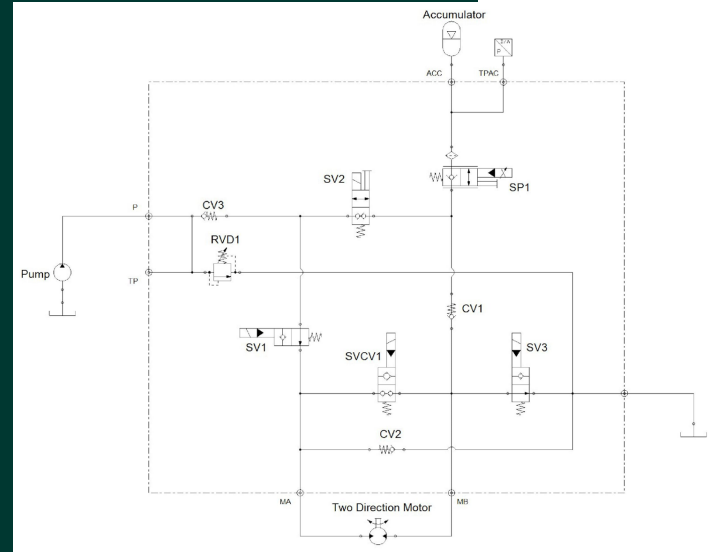 Accumulator
ACC
TPAC
P
SV2
SP1
P
CV3
RVD1
Pump
TP
CV1
SV1
SVCV1
SV3
CV2
MA
Two Direction Motor
MB